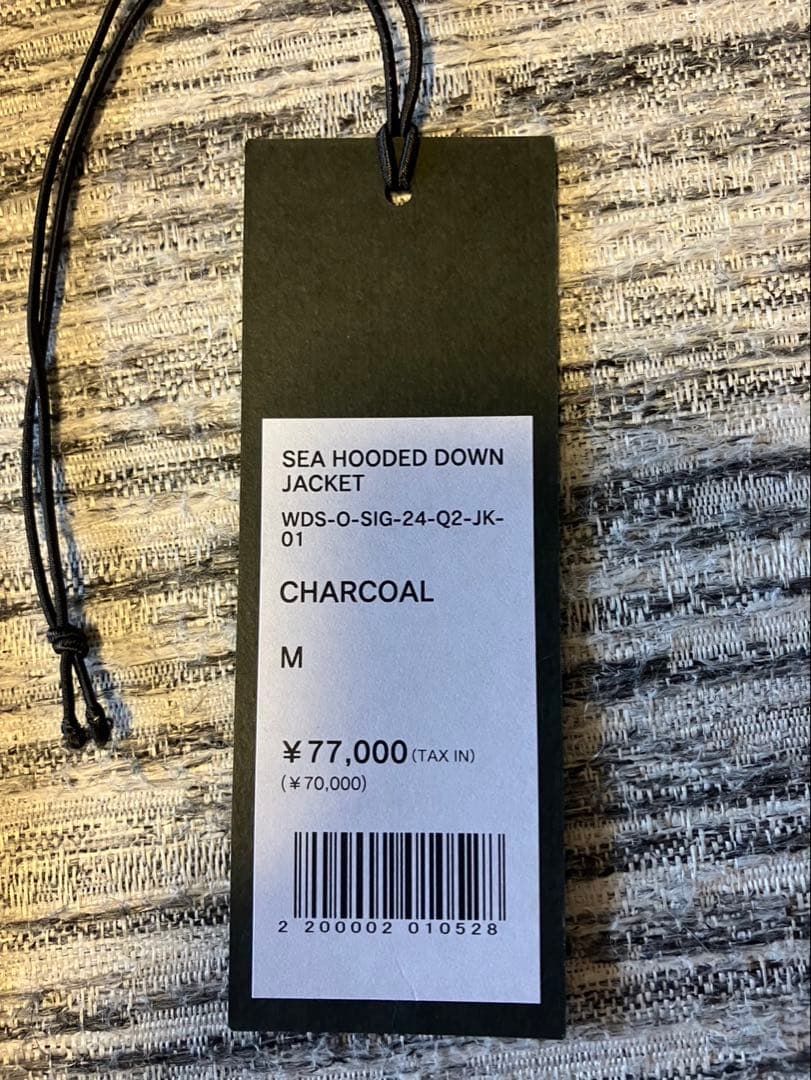 SEA HOODED DOWN
JACKET
WDS-O-SIG-24-Q2-JK-
01
CHARCOAL
M
¥77,000(TAX IN)
(¥70,000)
2 200002 010528